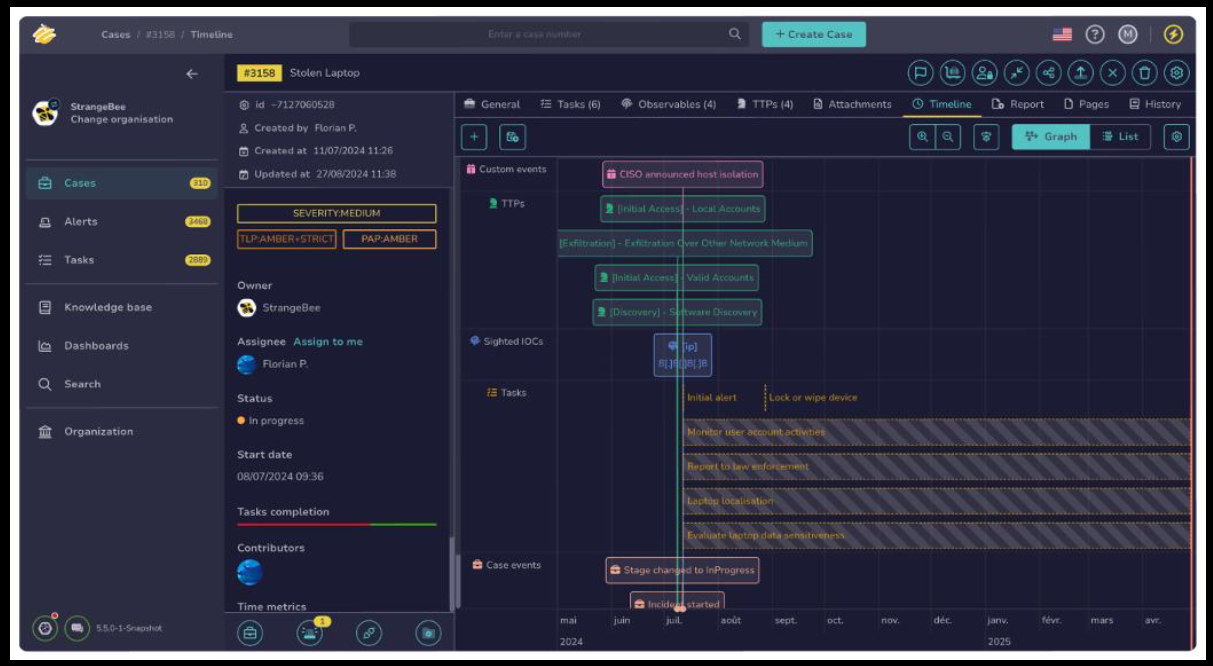 Cases / #3158 / Timeline
Enter a case number
+ Create Case
M
StrangeBee
Change organisation
Cases 310
Alerts 3468
Tasks 2889
Knowledge base
Dashboards
Search
Organization
5.5.0-1-Snapshot
#3158 Stolen Laptop
id ~7127060528
Created by Florian P.
Created at 11/07/2024 11:26
Updated at 27/08/2024 11:38
SEVERITY:MEDIUM
TLP:AMBER+STRICT PAP:AMBER
Owner
StrangeBee
Assignee Assign to me
Florian P.
Status
In progress
Start date
08/07/2024 09:36
Tasks completion
Contributors
Time metrics
1
General Tasks (6) Observables (4) TTPs (4) Attachments Timeline Report Pages History
Graph List
Custom events
CISO announced host isolation
TTPs
[Initial Access] - Local Accounts
[Exfiltration] - Exfiltration Over Other Network Medium
[Initial Access] - Valid Accounts
[Discovery] - Software Discovery
Sighted IOCs
[ip]
8[.]8[.]8[.]8
Tasks
Initial alert Lock or wipe device
Monitor user account activities
Report to law enforcement
Laptop localisation
Evaluate laptop data sensitiveness
Case events
Stage changed to InProgress
Incident started
mai juin juil. août sept. oct. nov. déc. janv. févr. mars avr.
2024 2025